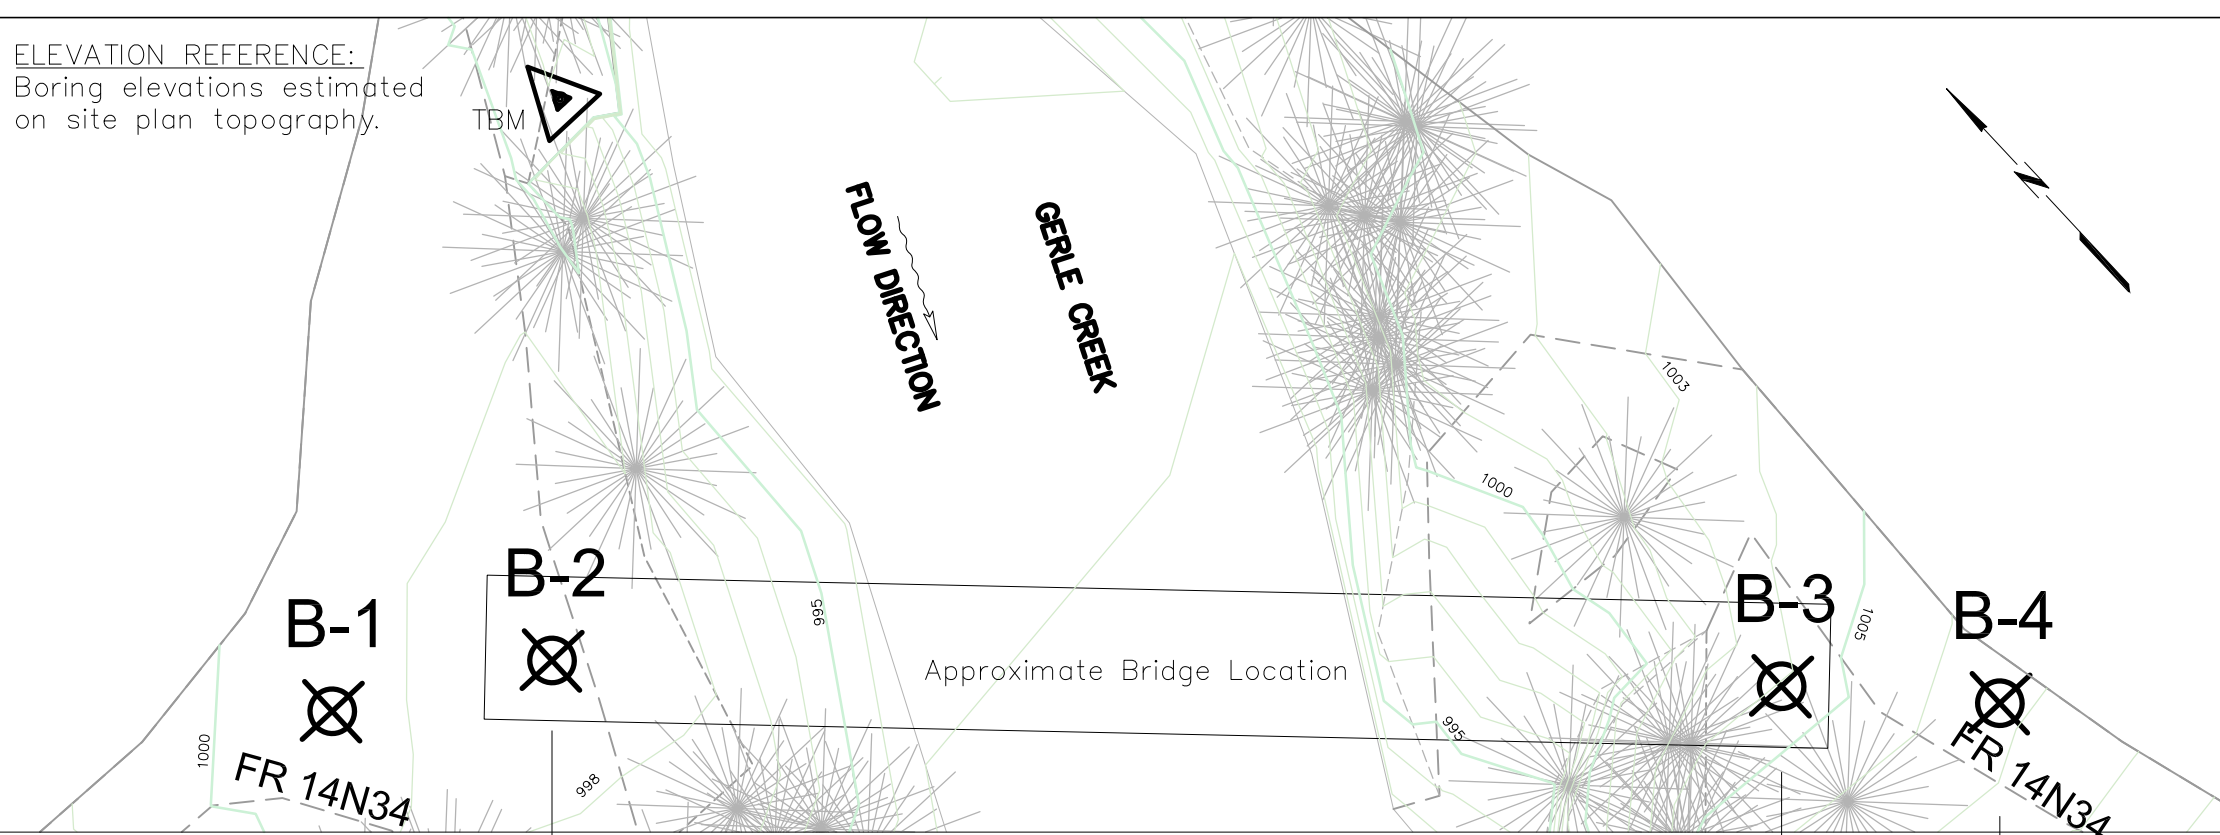 ELEVATION REFERENCE:
Boring elevations estimated
on site plan topography.
TBM
FLOW DIRECTION
GERLE CREEK
N
1003
1000
B-2
B-1
B-3
B-4
995
1005
Approximate Bridge Location
995
1000
998
FR 14N34
FR 14N34